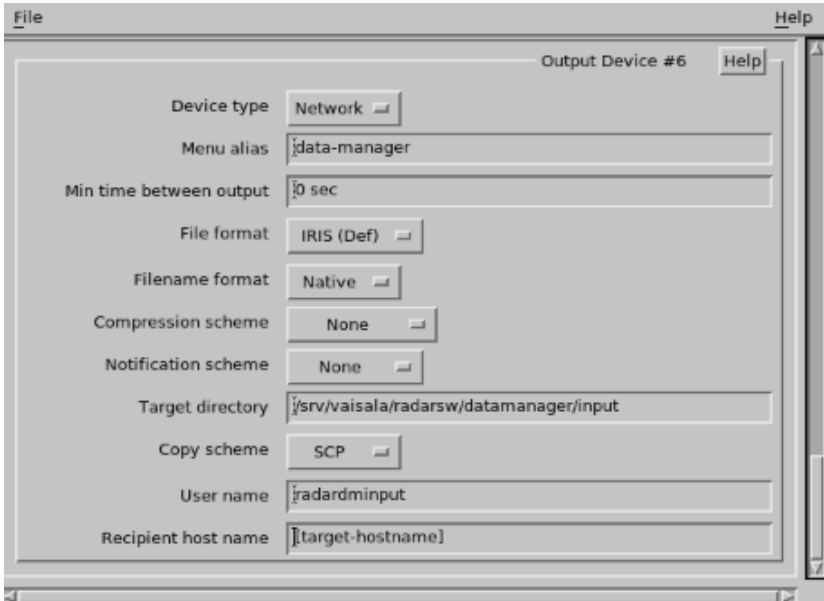 File Help
Output Device #6 Help
Device type Network
Menu alias data-manager
Min time between output 0 sec
File format IRIS (Def)
Filename format Native
Compression scheme None
Notification scheme None
Target directory /srv/vaisala/radarsw/datamanager/input
Copy scheme SCP
User name radardminput
Recipient host name [target-hostname]